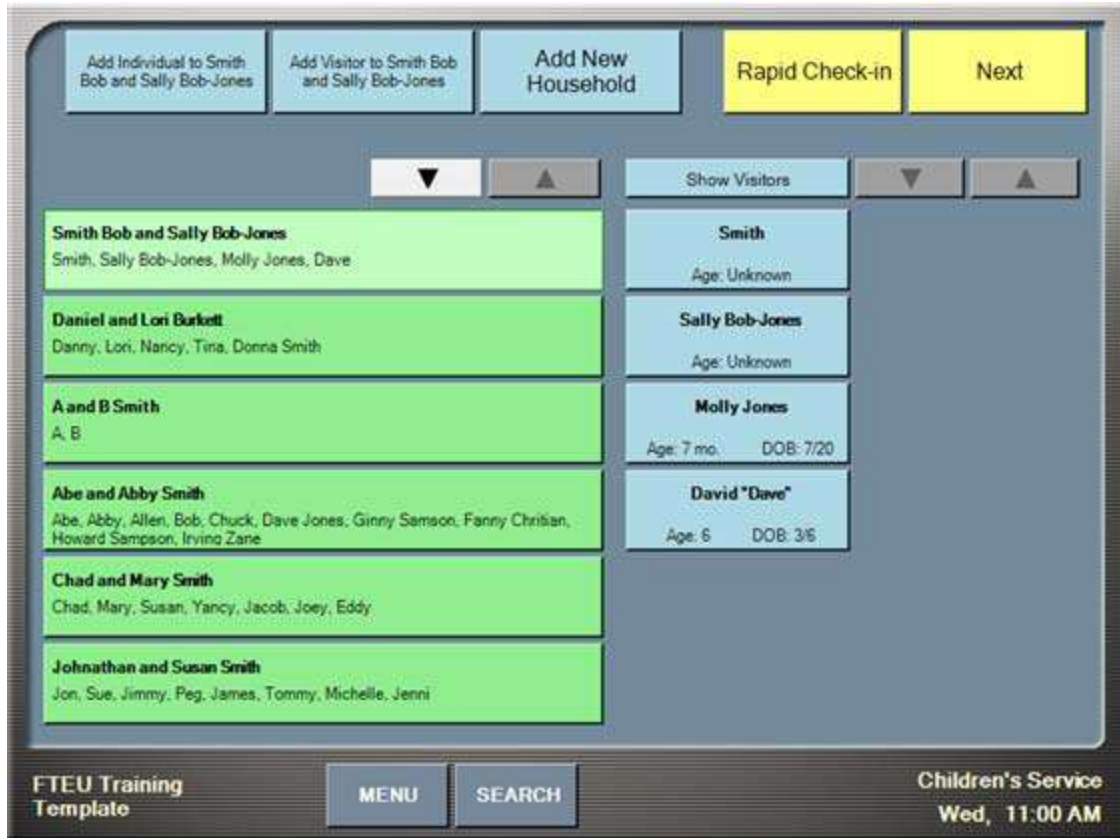 Add Individual to Smith
Bob and Sally Bob-Jones
Add Visitor to Smith Bob
and Sally Bob-Jones
Add New
Household
Rapid Check-in
Next
▼
▲
Show Visitors
▼
▲
Smith Bob and Sally Bob-Jones
Smith, Sally Bob-Jones, Molly Jones, Dave
Daniel and Lori Burkett
Danny, Lori, Nancy, Tina, Donna Smith
A and B Smith
A, B
Abe and Abby Smith
Abe, Abby, Allen, Bob, Chuck, Dave Jones, Ginny Samson, Fanny Chritian,
Howard Sampson, Irving Zane
Chad and Mary Smith
Chad, Mary, Susan, Yancy, Jacob, Joey, Eddy
Johnathan and Susan Smith
Jon, Sue, Jimmy, Peg, James, Tommy, Michelle, Jenni
Smith
Age: Unknown
Sally Bob-Jones
Age: Unknown
Molly Jones
Age: 7 mo. DOB: 7/20
David "Dave"
Age: 6 DOB: 3/6
FTEU Training
Template
MENU
SEARCH
Children's Service
Wed, 11:00 AM